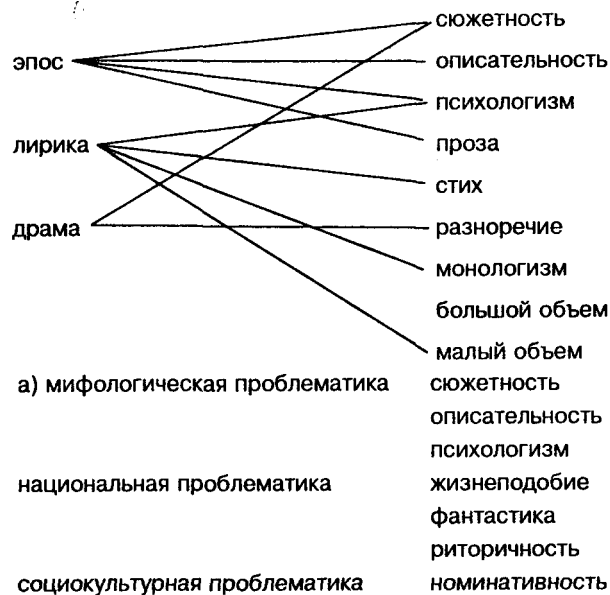 сюжетность
эпос описательность
психологизм
лирика проза
стих
драма разноречие
монологизм
большой объем
малый объем
а) мифологическая проблематика сюжетность
описательность
психологизм
национальная проблематика жизнеподобие
фантастика
риторичность
социокультурная проблематика номинативность